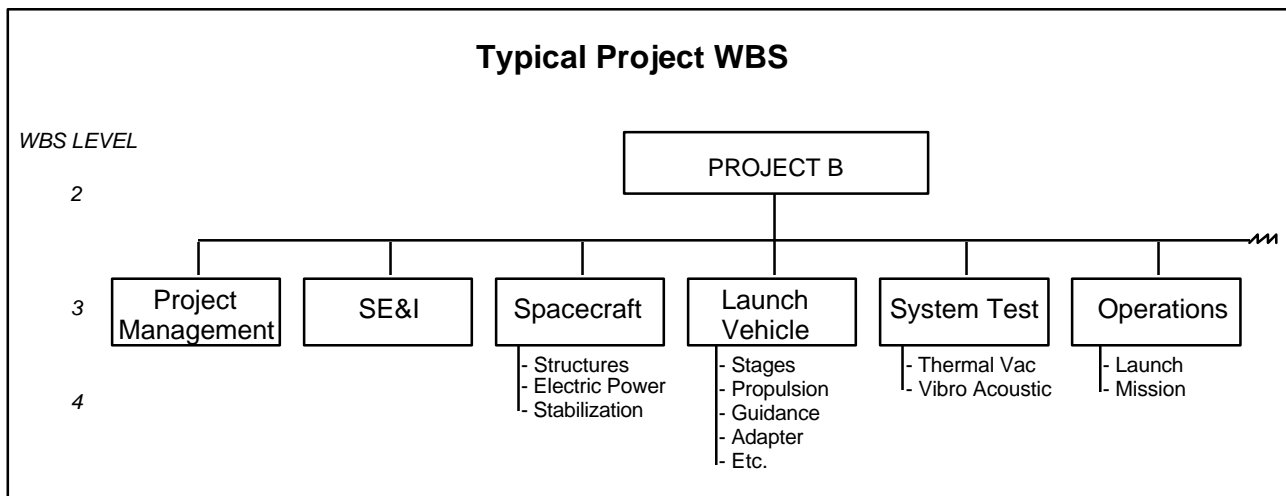 Typical Project WBS
WBS LEVEL
PROJECT B
2
3
Project
Management
SE&I
Spacecraft
Launch
Vehicle
System Test
Operations
4
- Structures
- Electric Power
- Stabilization
- Stages
- Propulsion
- Guidance
- Adapter
- Etc.
- Thermal Vac
- Vibro Acoustic
- Launch
- Mission